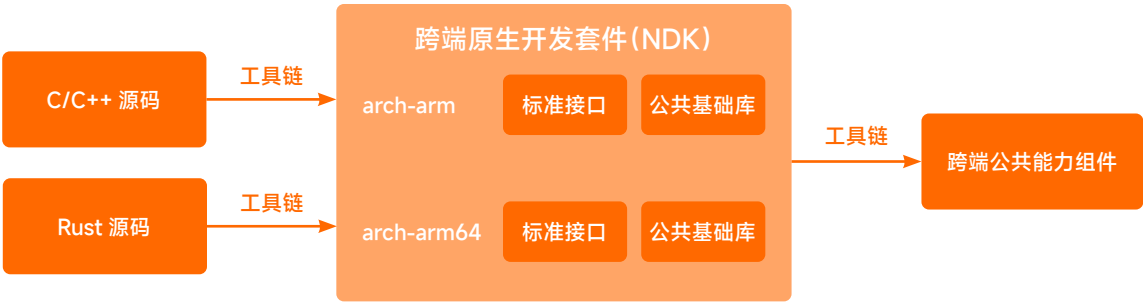 跨端原生开发套件(NDK)
C/C++ 源码
工具链
arch-arm
标准接口
公共基础库
工具链
跨端公共能力组件
Rust 源码
工具链
arch-arm64
标准接口
公共基础库